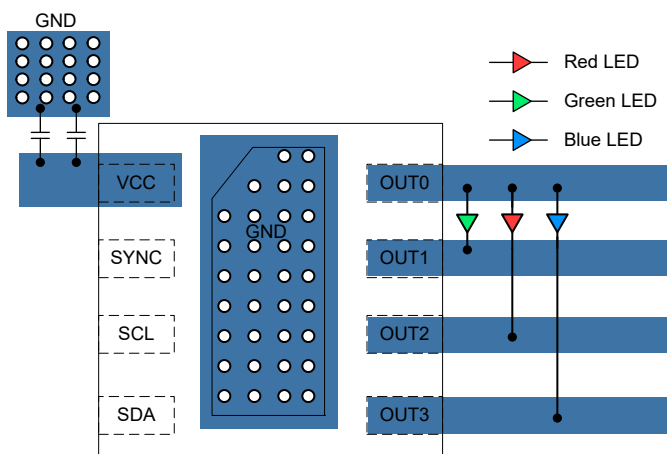 GND
Red LED
Green LED
Blue LED
VCC
OUT0
GND
SYNC
OUT1
SCL
OUT2
SDA
OUT3